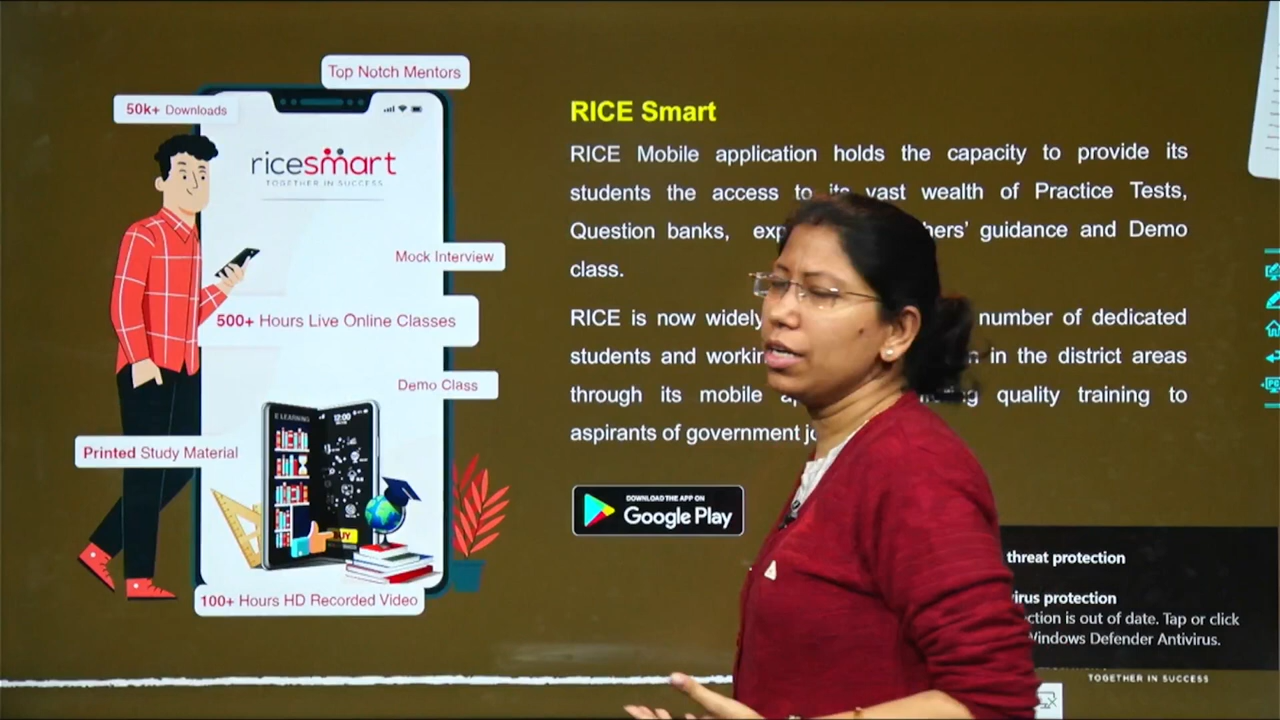 Top Notch Mentors
50k+ Downloads
ricesmart
TOGETHER IN SUCCESS
Mock Interview
500+ Hours Live Online Classes
Demo Class
E LEARNING
12:00
Printed Study Material
BUY
100+ Hours HD Recorded Video
RICE Smart
RICE Mobile application holds the capacity to provide its
students the access to its vast wealth of Practice Tests,
Question banks, hers' guidance and Demo
class.
RICE is now widely number of dedicated
students and in the district areas
through its mobile quality training to
aspirants of government
DOWNLOAD THE APP ON
Google Play
threat protection
virus protection
is out of date. Tap or click
Windows Defender Antivirus.
TOGETHER IN SUCCESS